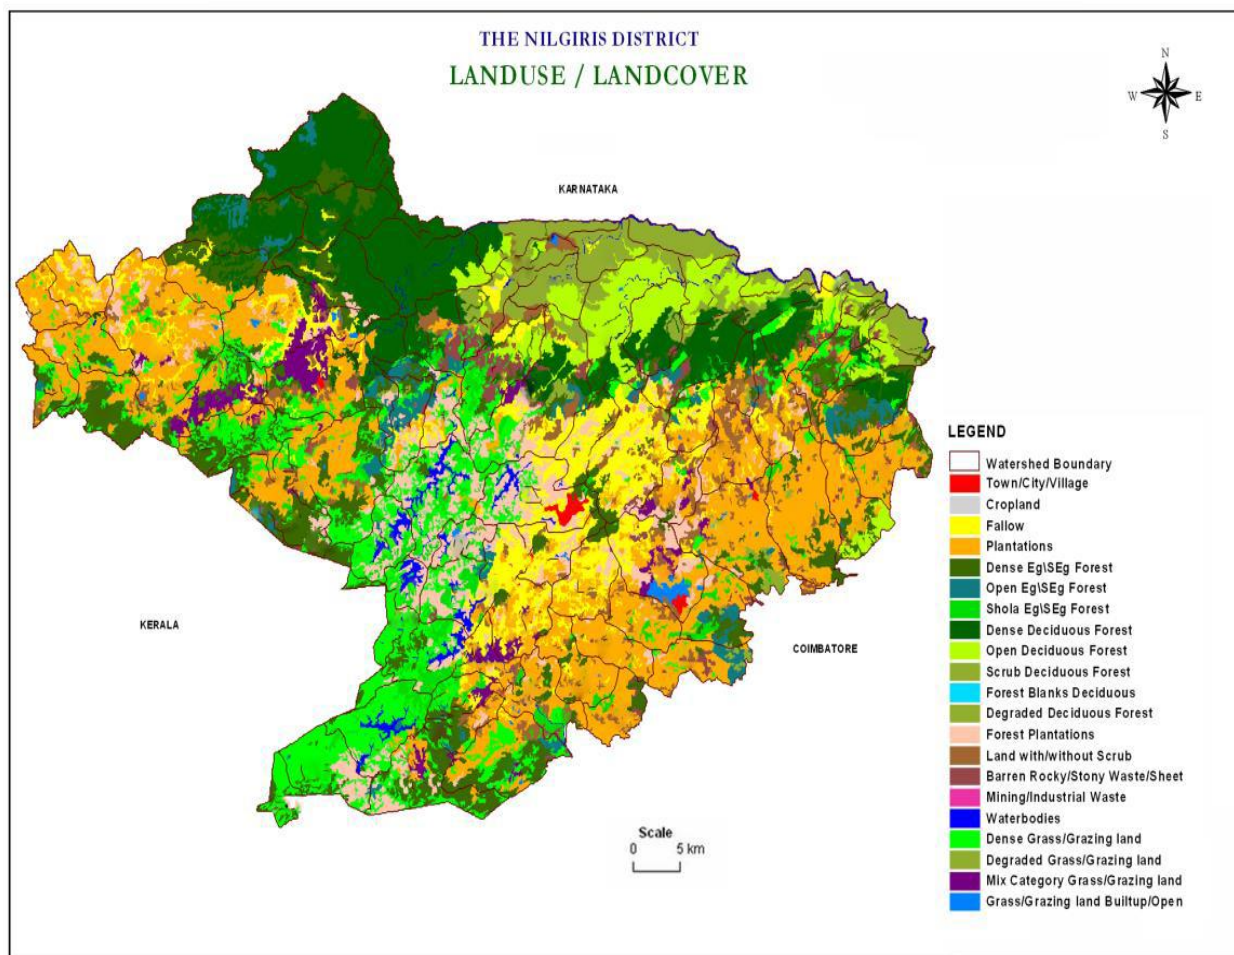 THE NILGIRIS DISTRICT
LANDUSE / LANDCOVER
N
W E
S
KARNATAKA
KERALA
COIMBATORE
LEGEND
Watershed Boundary
Town/City/Village
Cropland
Fallow
Plantations
Dense Eg\SEg Forest
Open Eg\SEg Forest
Shola Eg\SEg Forest
Dense Deciduous Forest
Open Deciduous Forest
Scrub Deciduous Forest
Forest Blanks Deciduous
Degraded Deciduous Forest
Forest Plantations
Land with/without Scrub
Barren Rocky/Stony Waste/Sheet
Mining/Industrial Waste
Waterbodies
Dense Grass/Grazing land
Degraded Grass/Grazing land
Mix Category Grass/Grazing land
Grass/Grazing land Builtup/Open
Scale
0 5 km